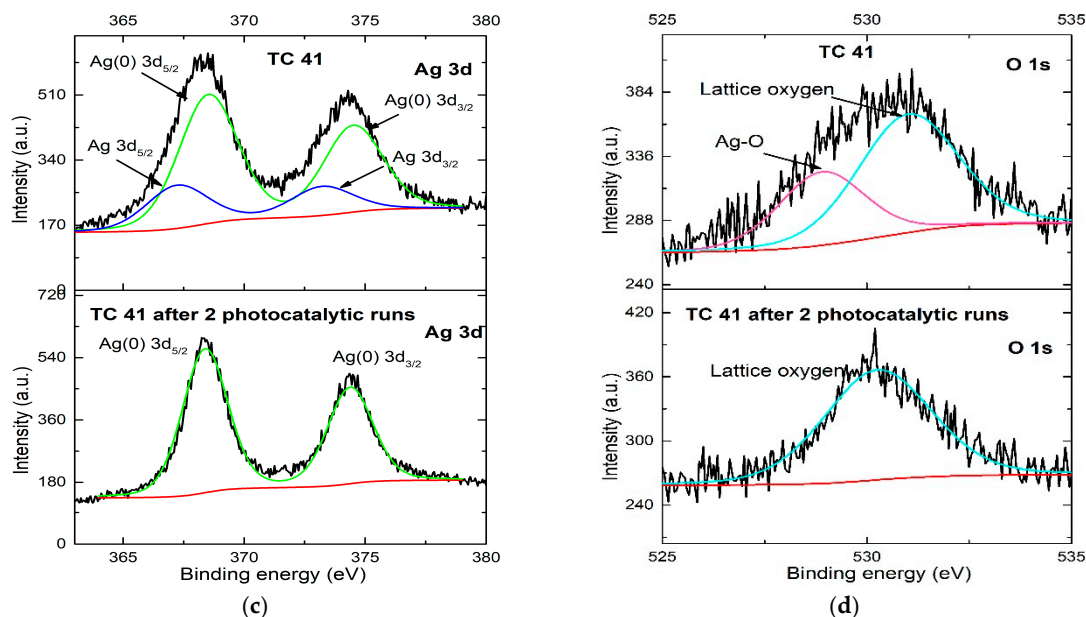 365 370 375 380
TC 41
Ag(0) 3d5/2
Ag 3d
Ag(0) 3d3/2
Ag 3d5/2
Ag 3d3/2
Intensity (a.u.)
510
340
170
0
720
TC 41 after 2 photocatalytic runs
Ag 3d
Ag(0) 3d5/2
Ag(0) 3d3/2
Intensity (a.u.)
540
360
180
0
365 370 375 380
Binding energy (eV)
(c)
525 530 535
TC 41
O 1s
Lattice oxygen
Ag-O
Intensity (a.u.)
384
336
288
240
420
TC 41 after 2 photocatalytic runs
O 1s
Lattice oxygen
Intensity (a.u.)
360
300
240
525 530 535
Binding energy (eV)
(d)